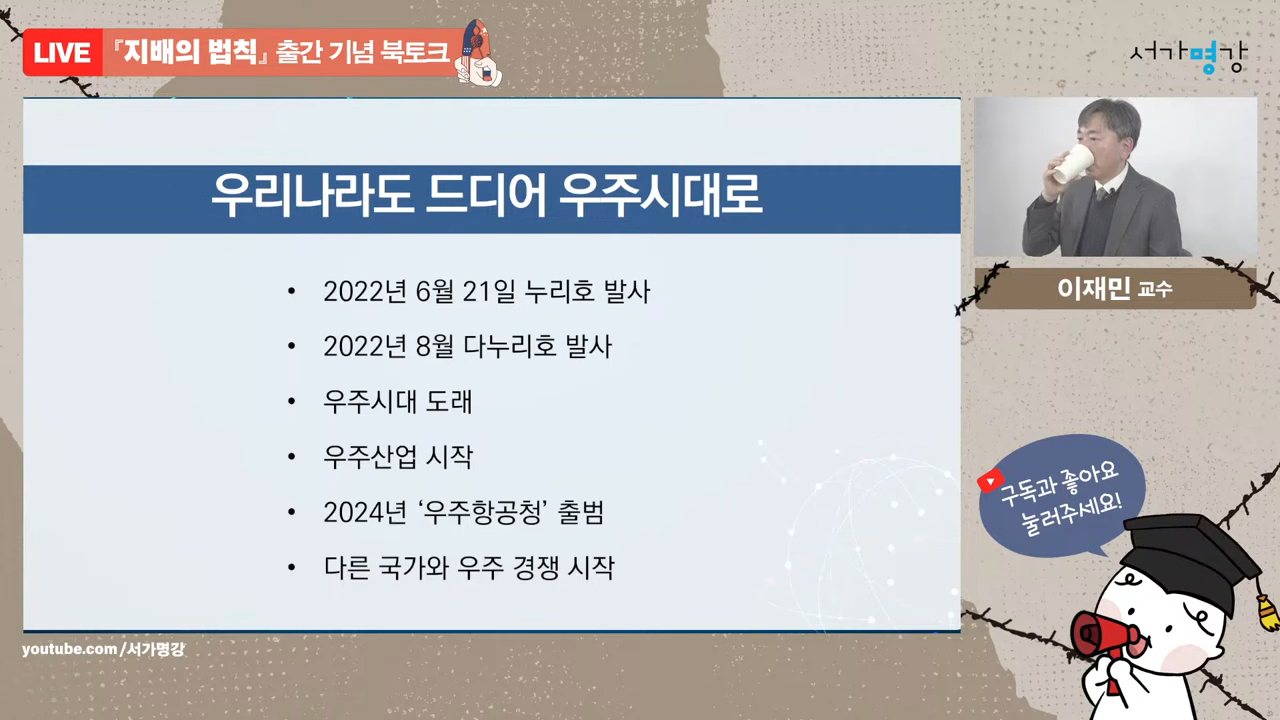 LIVE 『지배의 법칙』 출간 기념 북토크
서가명강
우리나라도 드디어 우주시대로
• 2022년 6월 21일 누리호 발사
• 2022년 8월 다누리호 발사
• 우주시대 도래
• 우주산업 시작
• 2024년 ‘우주항공청’ 출범
• 다른 국가와 우주 경쟁 시작
이재민 교수
구독과 좋아요
눌러주세요!
youtube.com/서가명강